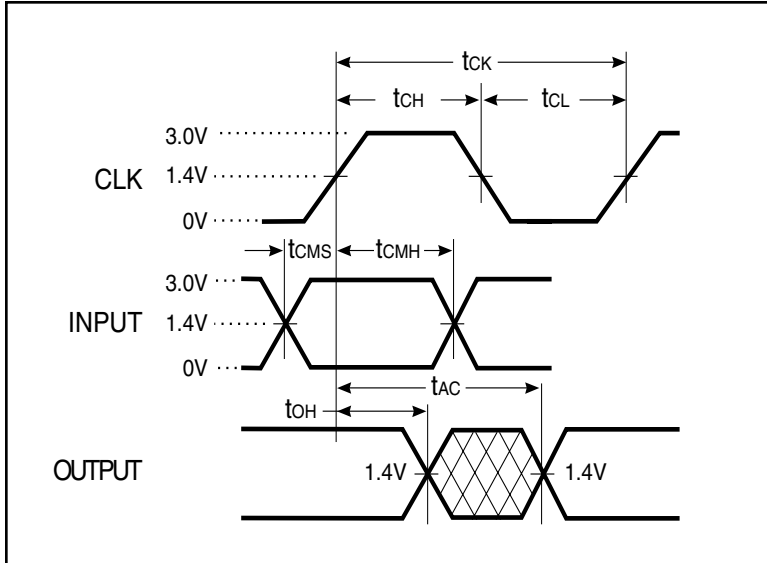 tCK
tCH tCL
3.0V
CLK 1.4V
0V
tCMS tCMH
3.0V
INPUT 1.4V
0V
tAC
tOH
OUTPUT 1.4V 1.4V